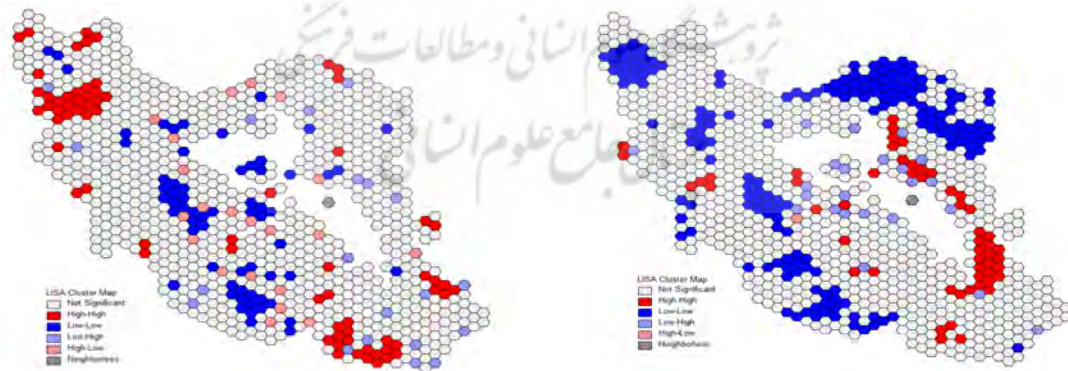 پژوهشگاه علوم انسانی و مطالعات فرهنگی
پرتال جامع علوم انسانی
LISA Cluster Map
Not Significant
High-High
Low-Low
Low-High
High-Low
Neighborless
LISA Cluster Map
Not Significant
High-High
Low-Low
Low-High
High-Low
Neighborless